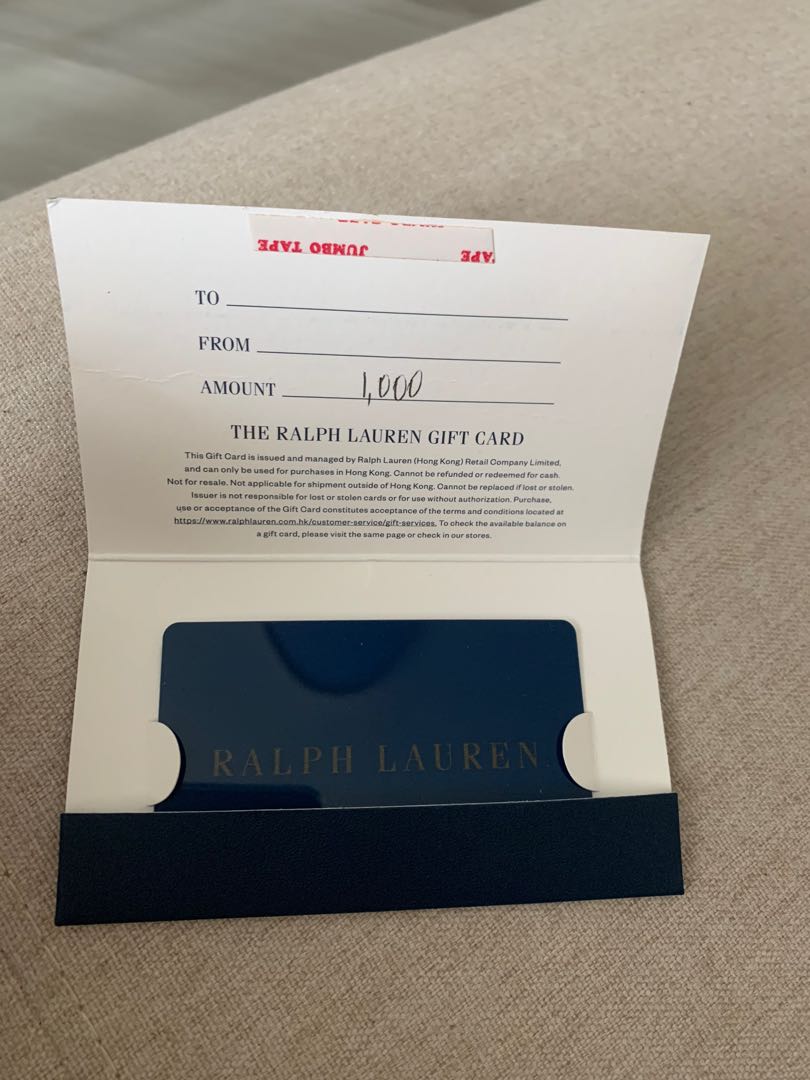 JUMBO TAPE
TO
FROM
AMOUNT 1,000
THE RALPH LAUREN GIFT CARD
This Gift Card is issued and managed by Ralph Lauren (Hong Kong) Retail Company Limited,
and can only be used for purchases in Hong Kong. Cannot be refunded or redeemed for cash.
Not for resale. Not applicable for shipment outside of Hong Kong. Cannot be replaced if lost or stolen.
Issuer is not responsible for lost or stolen cards or for use without authorization. Purchase,
use or acceptance of the Gift Card constitutes acceptance of the terms and conditions located at
https://www.ralphlauren.com.hk/customer-service/gift-services. To check the available balance on
a gift card, please visit the same page or check in our stores.
RALPH LAUREN